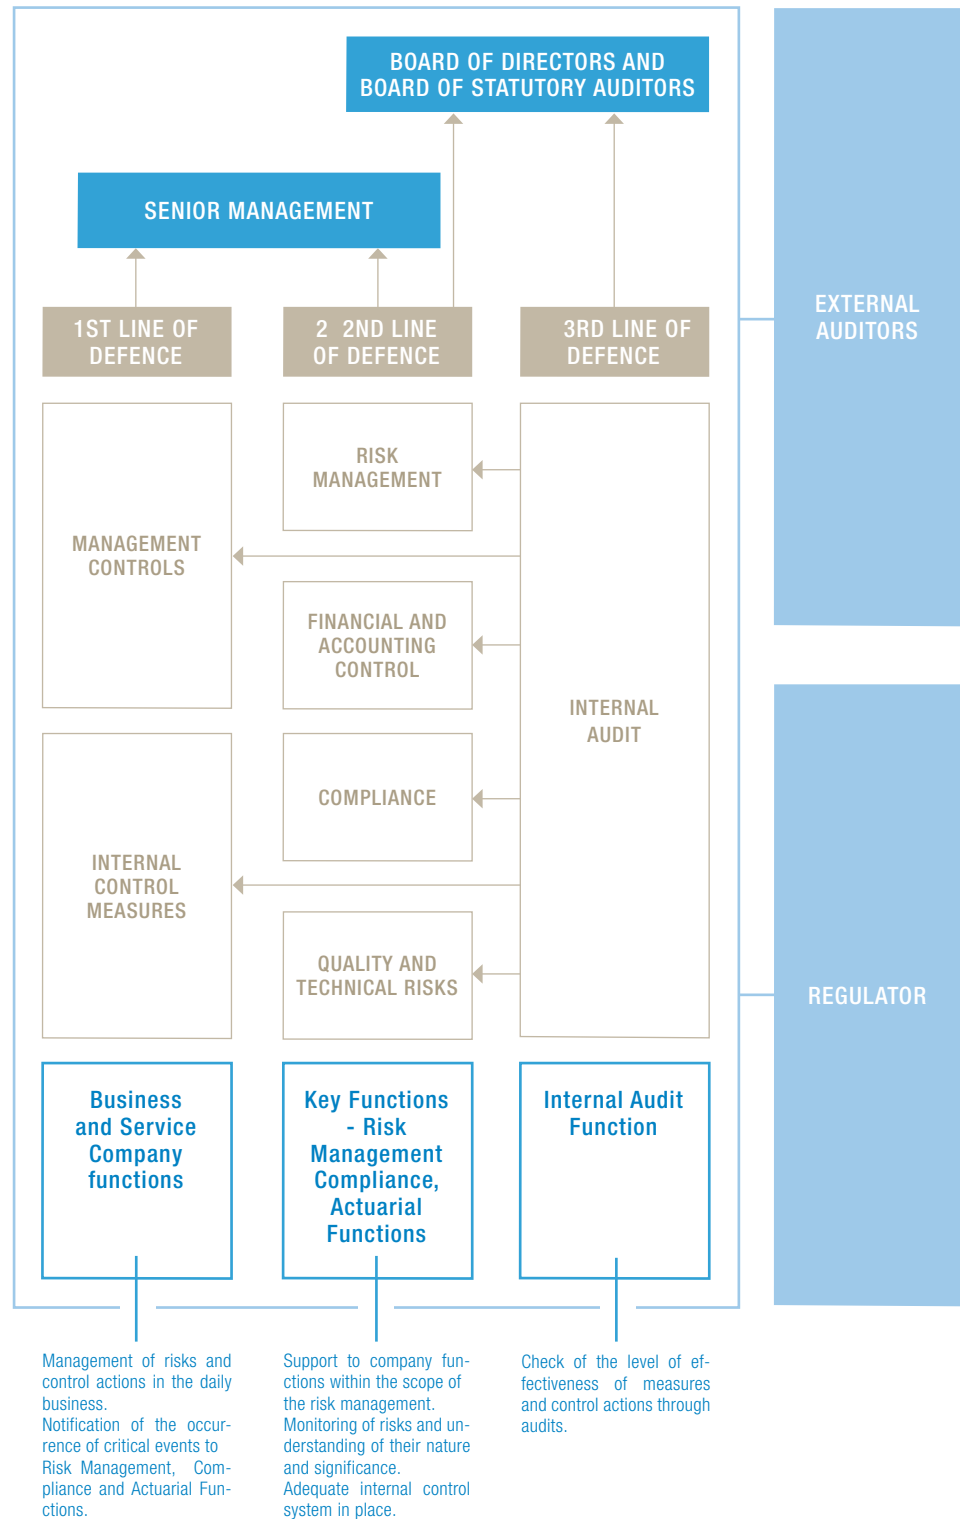 BOARD OF DIRECTORS AND
BOARD OF STATUTORY AUDITORS
SENIOR MANAGEMENT
1ST LINE OF
DEFENCE
2 2ND LINE
OF DEFENCE
3RD LINE OF
DEFENCE
EXTERNAL
AUDITORS
RISK
MANAGEMENT
MANAGEMENT
CONTROLS
FINANCIAL AND
ACCOUNTING
CONTROL
INTERNAL
AUDIT
COMPLIANCE
INTERNAL
CONTROL
MEASURES
QUALITY AND
TECHNICAL RISKS
REGULATOR
Business
and Service
Company
functions
Key Functions
- Risk
Management
Compliance,
Actuarial
Functions
Internal Audit
Function
Management of risks and
control actions in the daily
business.
Notification of the occur-
rence of critical events to
Risk Management, Com-
pliance and Actuarial Fun-
ctions.
Support to company fun-
ctions within the scope of
the risk management.
Monitoring of risks and un-
derstanding of their nature
and significance.
Adequate internal control
system in place.
Check of the level of ef-
fectiveness of measures
and control actions through
audits.